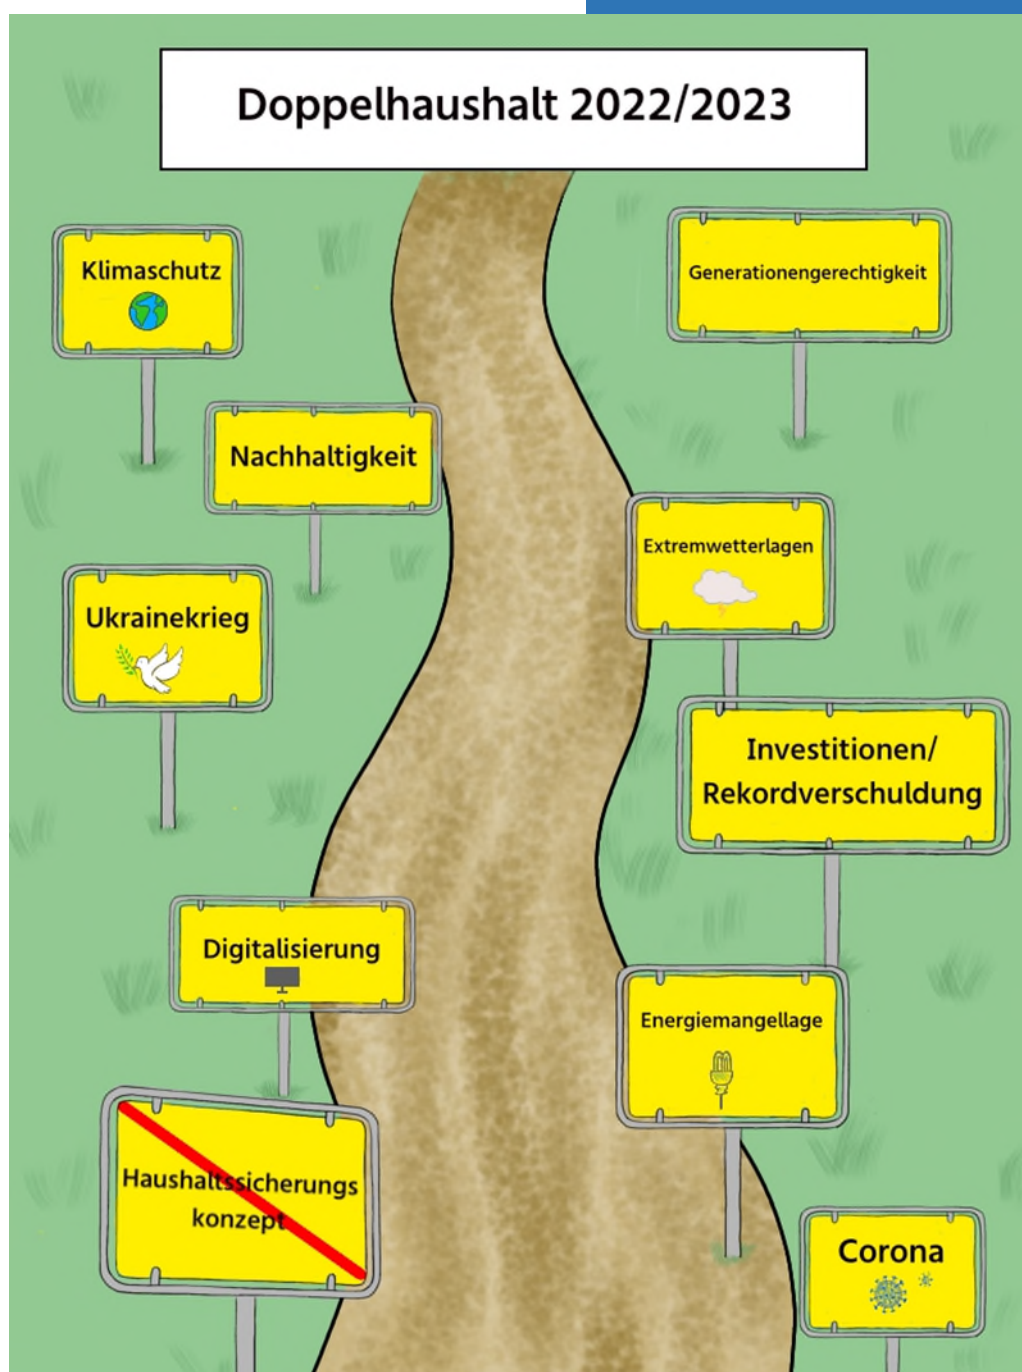 Doppelhaushalt 2022/2023
Klimaschutz
Generationengerechtigkeit
Nachhaltigkeit
Extremwetterlagen
Ukrainekrieg
Investitionen/
Rekordverschuldung
Digitalisierung
Energiemangellage
Haushaltssicherungs
konzept
Corona